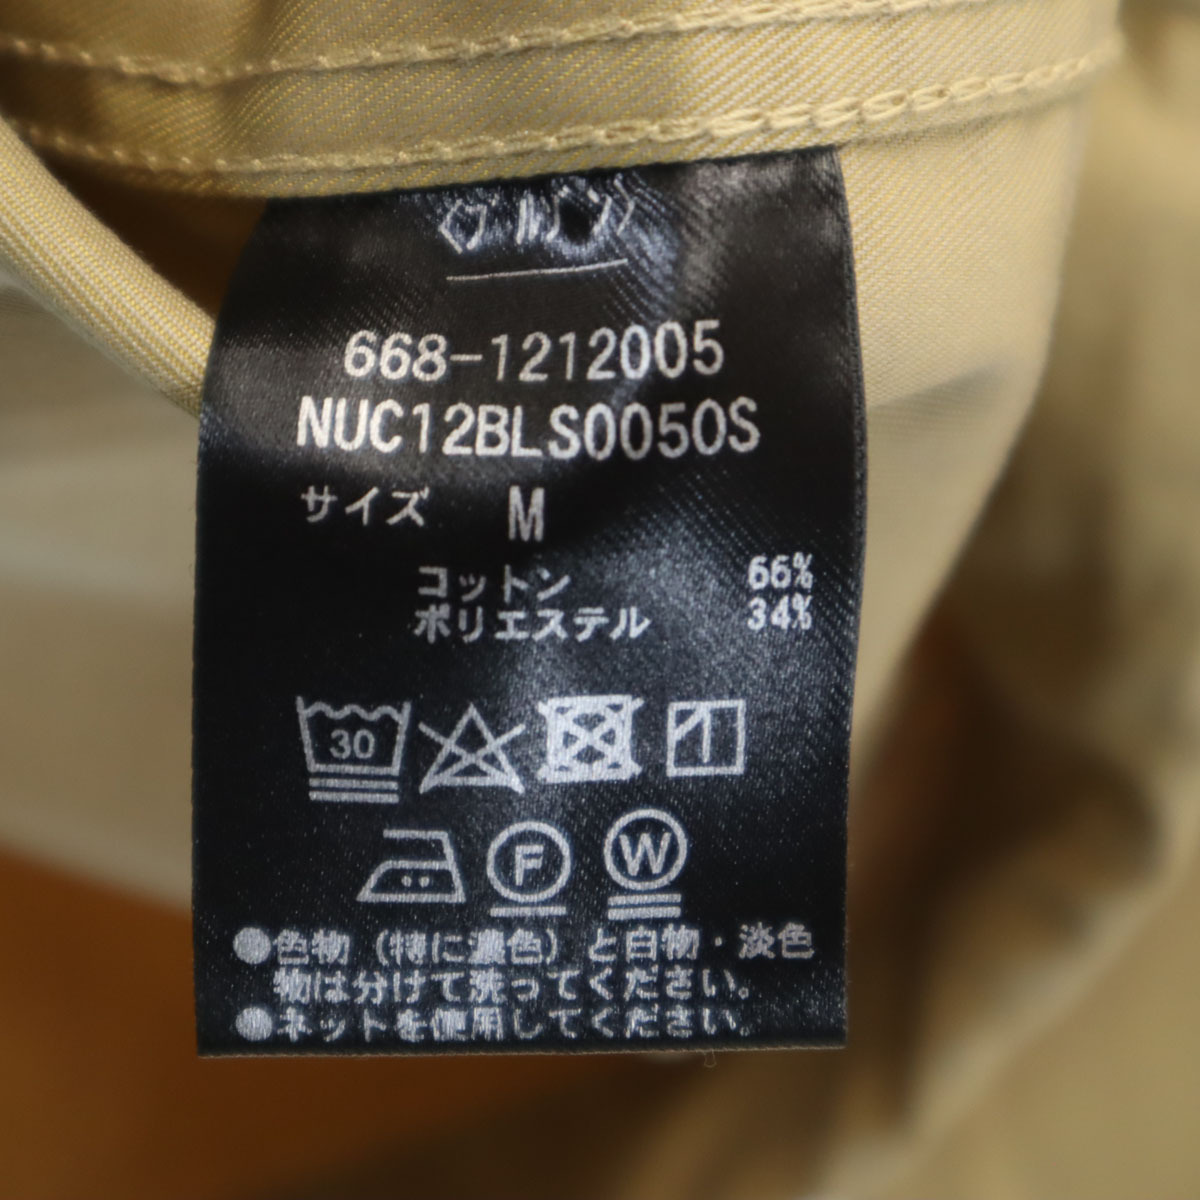 668-1212005
NUC12BLS0050S
サイズ M
コットン 66%
ポリエステル 34%
30
F W
●色物（特に濃色）と白物・淡色
物は分けて洗ってください。
●ネットを使用してください。